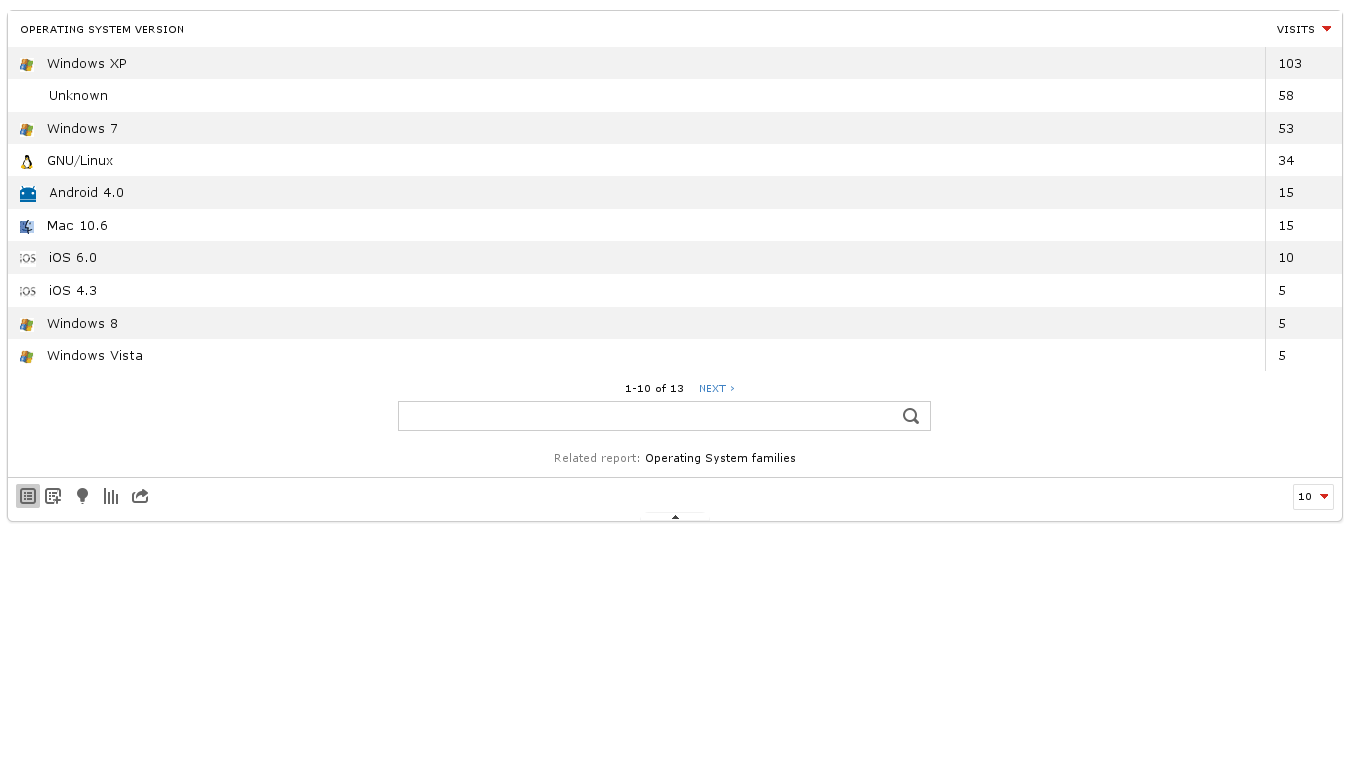 OPERATING SYSTEM VERSION VISITS
Windows XP 103
Unknown 58
Windows 7 53
GNU/Linux 34
Android 4.0 15
Mac 10.6 15
iOS iOS 6.0 10
iOS iOS 4.3 5
Windows 8 5
Windows Vista 5
1-10 of 13 NEXT ›
Related report: Operating System families
10